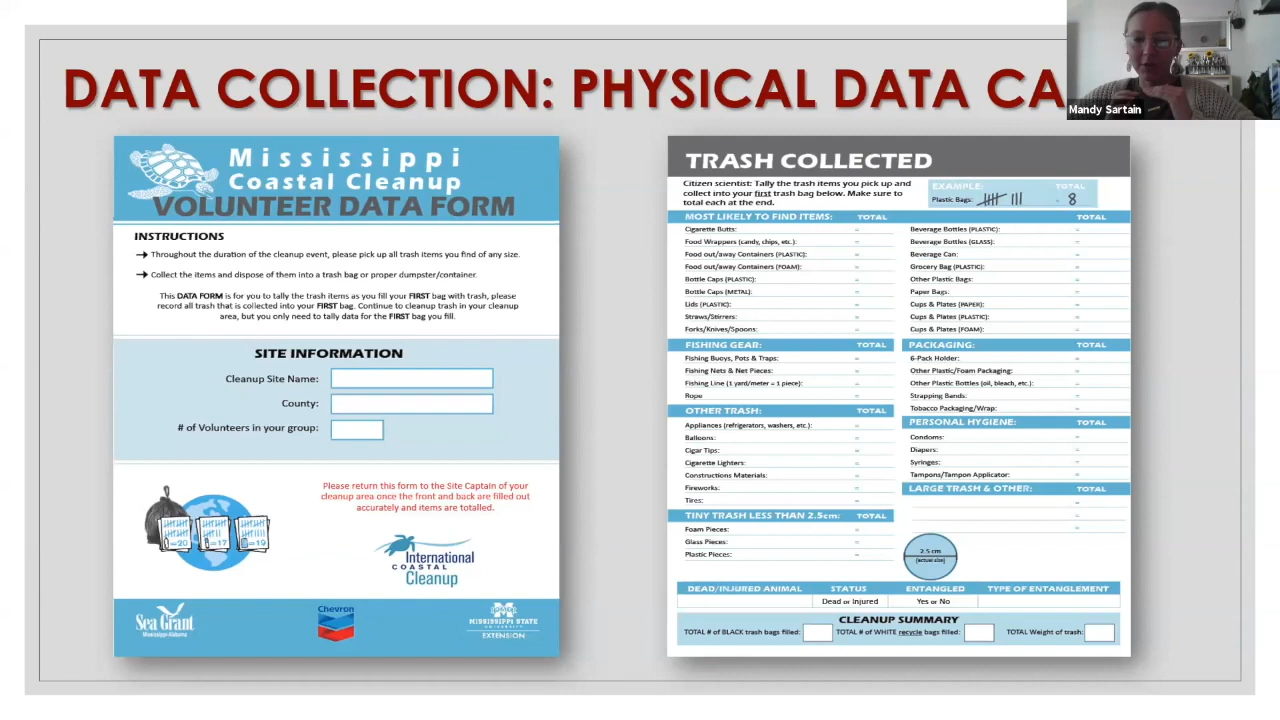 DATA COLLECTION: PHYSICAL DATA CA
Mandy Sartain
Mississippi
Coastal Cleanup
VOLUNTEER DATA FORM
INSTRUCTIONS
→ Throughout the duration of the cleanup event, please pick up all trash items you find of any size.
→ Collect the items and dispose of them into a trash bag or proper dumpster/container.
This DATA FORM is for you to tally the trash items as you fill your FIRST bag with trash, please
record all trash that is collected into your FIRST bag. Continue to cleanup trash in your cleanup
area, but you only need to tally data for the FIRST bag you fill.
SITE INFORMATION
Cleanup Site Name:
County:
# of Volunteers in your group:
Please return this form to the Site Captain of your
cleanup area once the front and back are filled out
accurately and items are totalled.
=20 =17 =19
International
COASTAL
Cleanup
Sea Grant
Mississippi-Alabama
Chevron
MISSISSIPPI STATE
UNIVERSITY
EXTENSION
TRASH COLLECTED
Citizen scientist: Tally the trash items you pick up and
collect into your first trash bag below. Make sure to
total each at the end.
EXAMPLE: TOTAL
Plastic Bags: = 8
MOST LIKELY TO FIND ITEMS: TOTAL
Cigarette Butts: =
Food Wrappers (candy, chips, etc.): =
Food out/away Containers (PLASTIC): =
Food out/away Containers (FOAM): =
Bottle Caps (PLASTIC): =
Bottle Caps (METAL): =
Lids (PLASTIC): =
Straws/Stirrers: =
Forks/Knives/Spoons: =
FISHING GEAR: TOTAL
Fishing Buoys, Pots & Traps: =
Fishing Nets & Net Pieces: =
Fishing Line (1 yard/meter = 1 piece): =
Rope =
OTHER TRASH: TOTAL
Appliances (refrigerators, washers, etc.): =
Balloons: =
Cigar Tips: =
Cigarette Lighters: =
Constructions Materials: =
Fireworks: =
Tires: =
TINY TRASH LESS THAN 2.5cm: TOTAL
Foam Pieces: =
Glass Pieces: =
Plastic Pieces: =
TOTAL
Beverage Bottles (PLASTIC): =
Beverage Bottles (GLASS): =
Beverage Can: =
Grocery Bag (PLASTIC): =
Other Plastic Bags: =
Paper Bags: =
Cups & Plates (PAPER): =
Cups & Plates (PLASTIC): =
Cups & Plates (FOAM): =
PACKAGING: TOTAL
6-Pack Holder: =
Other Plastic/Foam Packaging: =
Other Plastic Bottles (oil, bleach, etc.): =
Strapping Bands: =
Tobacco Packaging/Wrap: =
PERSONAL HYGIENE: TOTAL
Condoms: =
Diapers: =
Syringes: =
Tampons/Tampon Applicator: =
LARGE TRASH & OTHER: TOTAL
=
=
=
2.5 cm
(actual size)
DEAD/INJURED ANIMAL STATUS ENTANGLED TYPE OF ENTANGLEMENT
Dead or Injured Yes or No
CLEANUP SUMMARY
TOTAL # of BLACK trash bags filled: TOTAL # of WHITE recycle bags filled: TOTAL Weight of trash: